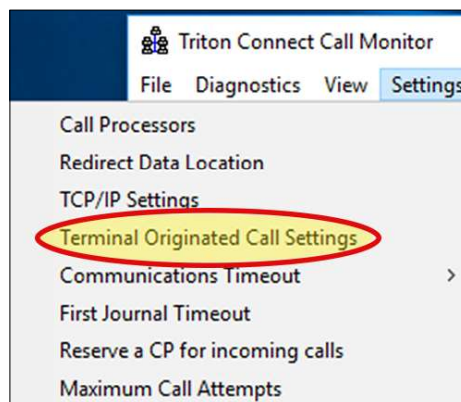 Triton Connect Call Monitor
File Diagnostics View Settings
Call Processors
Redirect Data Location
TCP/IP Settings
Terminal Originated Call Settings
Communications Timeout >
First Journal Timeout
Reserve a CP for incoming calls
Maximum Call Attempts